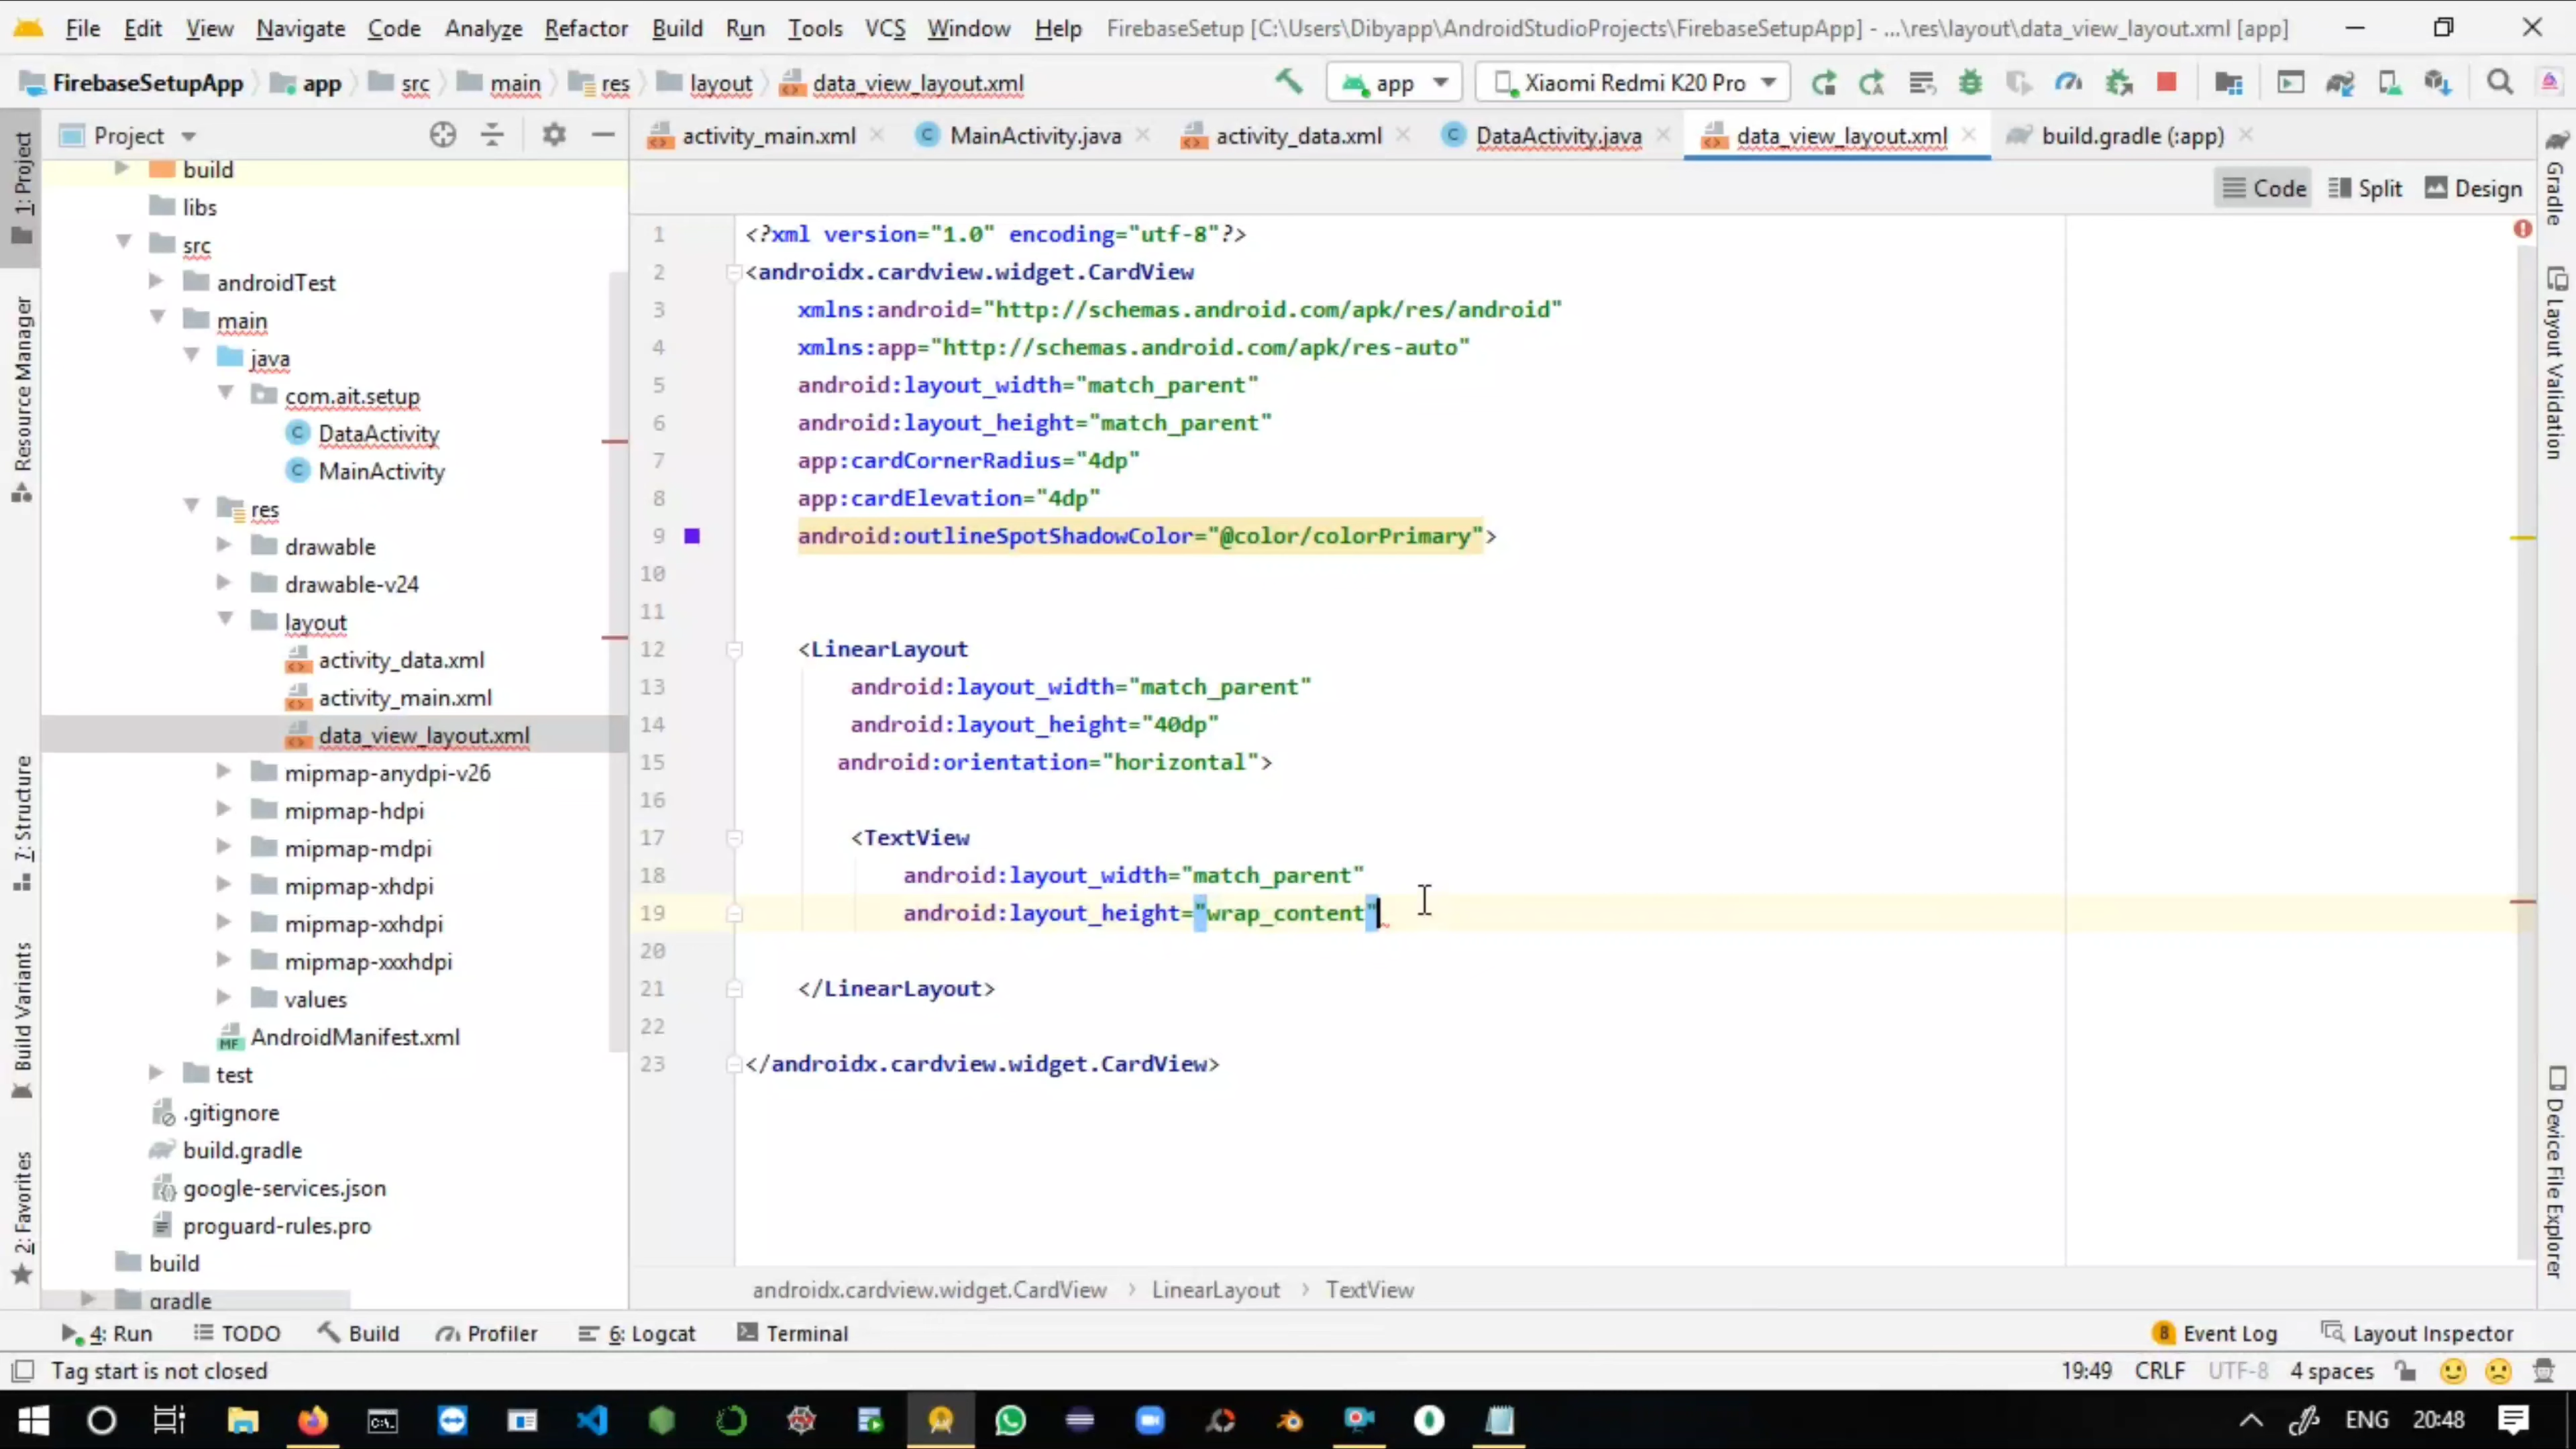 File Edit View Navigate Code Analyze Refactor Build Run Tools VCS Window Help FirebaseSetup [C:\Users\Dibyapp\AndroidStudioProjects\FirebaseSetupApp] - ...\res\layout\data_view_layout.xml [app]
FirebaseSetupApp app src main res layout data_view_layout.xml app Xiaomi Redmi K20 Pro
Project activity_main.xml MainActivity.java activity_data.xml DataActivity.java data_view_layout.xml build.gradle (:app)
Code Split Design
1: Project
Resource Manager
7: Structure
Build Variants
2: Favorites
build
libs
src
androidTest
main
java
com.ait.setup
DataActivity
MainActivity
res
drawable
drawable-v24
layout
activity_data.xml
activity_main.xml
data_view_layout.xml
mipmap-anydpi-v26
mipmap-hdpi
mipmap-mdpi
mipmap-xhdpi
mipmap-xxhdpi
mipmap-xxxhdpi
values
MF AndroidManifest.xml
test
.gitignore
build.gradle
google-services.json
proguard-rules.pro
build
gradle
1 <?xml version="1.0" encoding="utf-8"?>
2 <androidx.cardview.widget.CardView
3 xmlns:android="http://schemas.android.com/apk/res/android"
4 xmlns:app="http://schemas.android.com/apk/res-auto"
5 android:layout_width="match_parent"
6 android:layout_height="match_parent"
7 app:cardCornerRadius="4dp"
8 app:cardElevation="4dp"
9 android:outlineSpotShadowColor="@color/colorPrimary">
10
11
12 <LinearLayout
13 android:layout_width="match_parent"
14 android:layout_height="40dp"
15 android:orientation="horizontal">
16
17 <TextView
18 android:layout_width="match_parent"
19 android:layout_height="wrap_content"
20
21 </LinearLayout>
22
23 </androidx.cardview.widget.CardView>
androidx.cardview.widget.CardView › LinearLayout › TextView
Gradle
Layout Validation
Device File Explorer
4: Run TODO Build Profiler 6: Logcat Terminal 8 Event Log Layout Inspector
Tag start is not closed 19:49 CRLF UTF-8 4 spaces
ENG 20:48